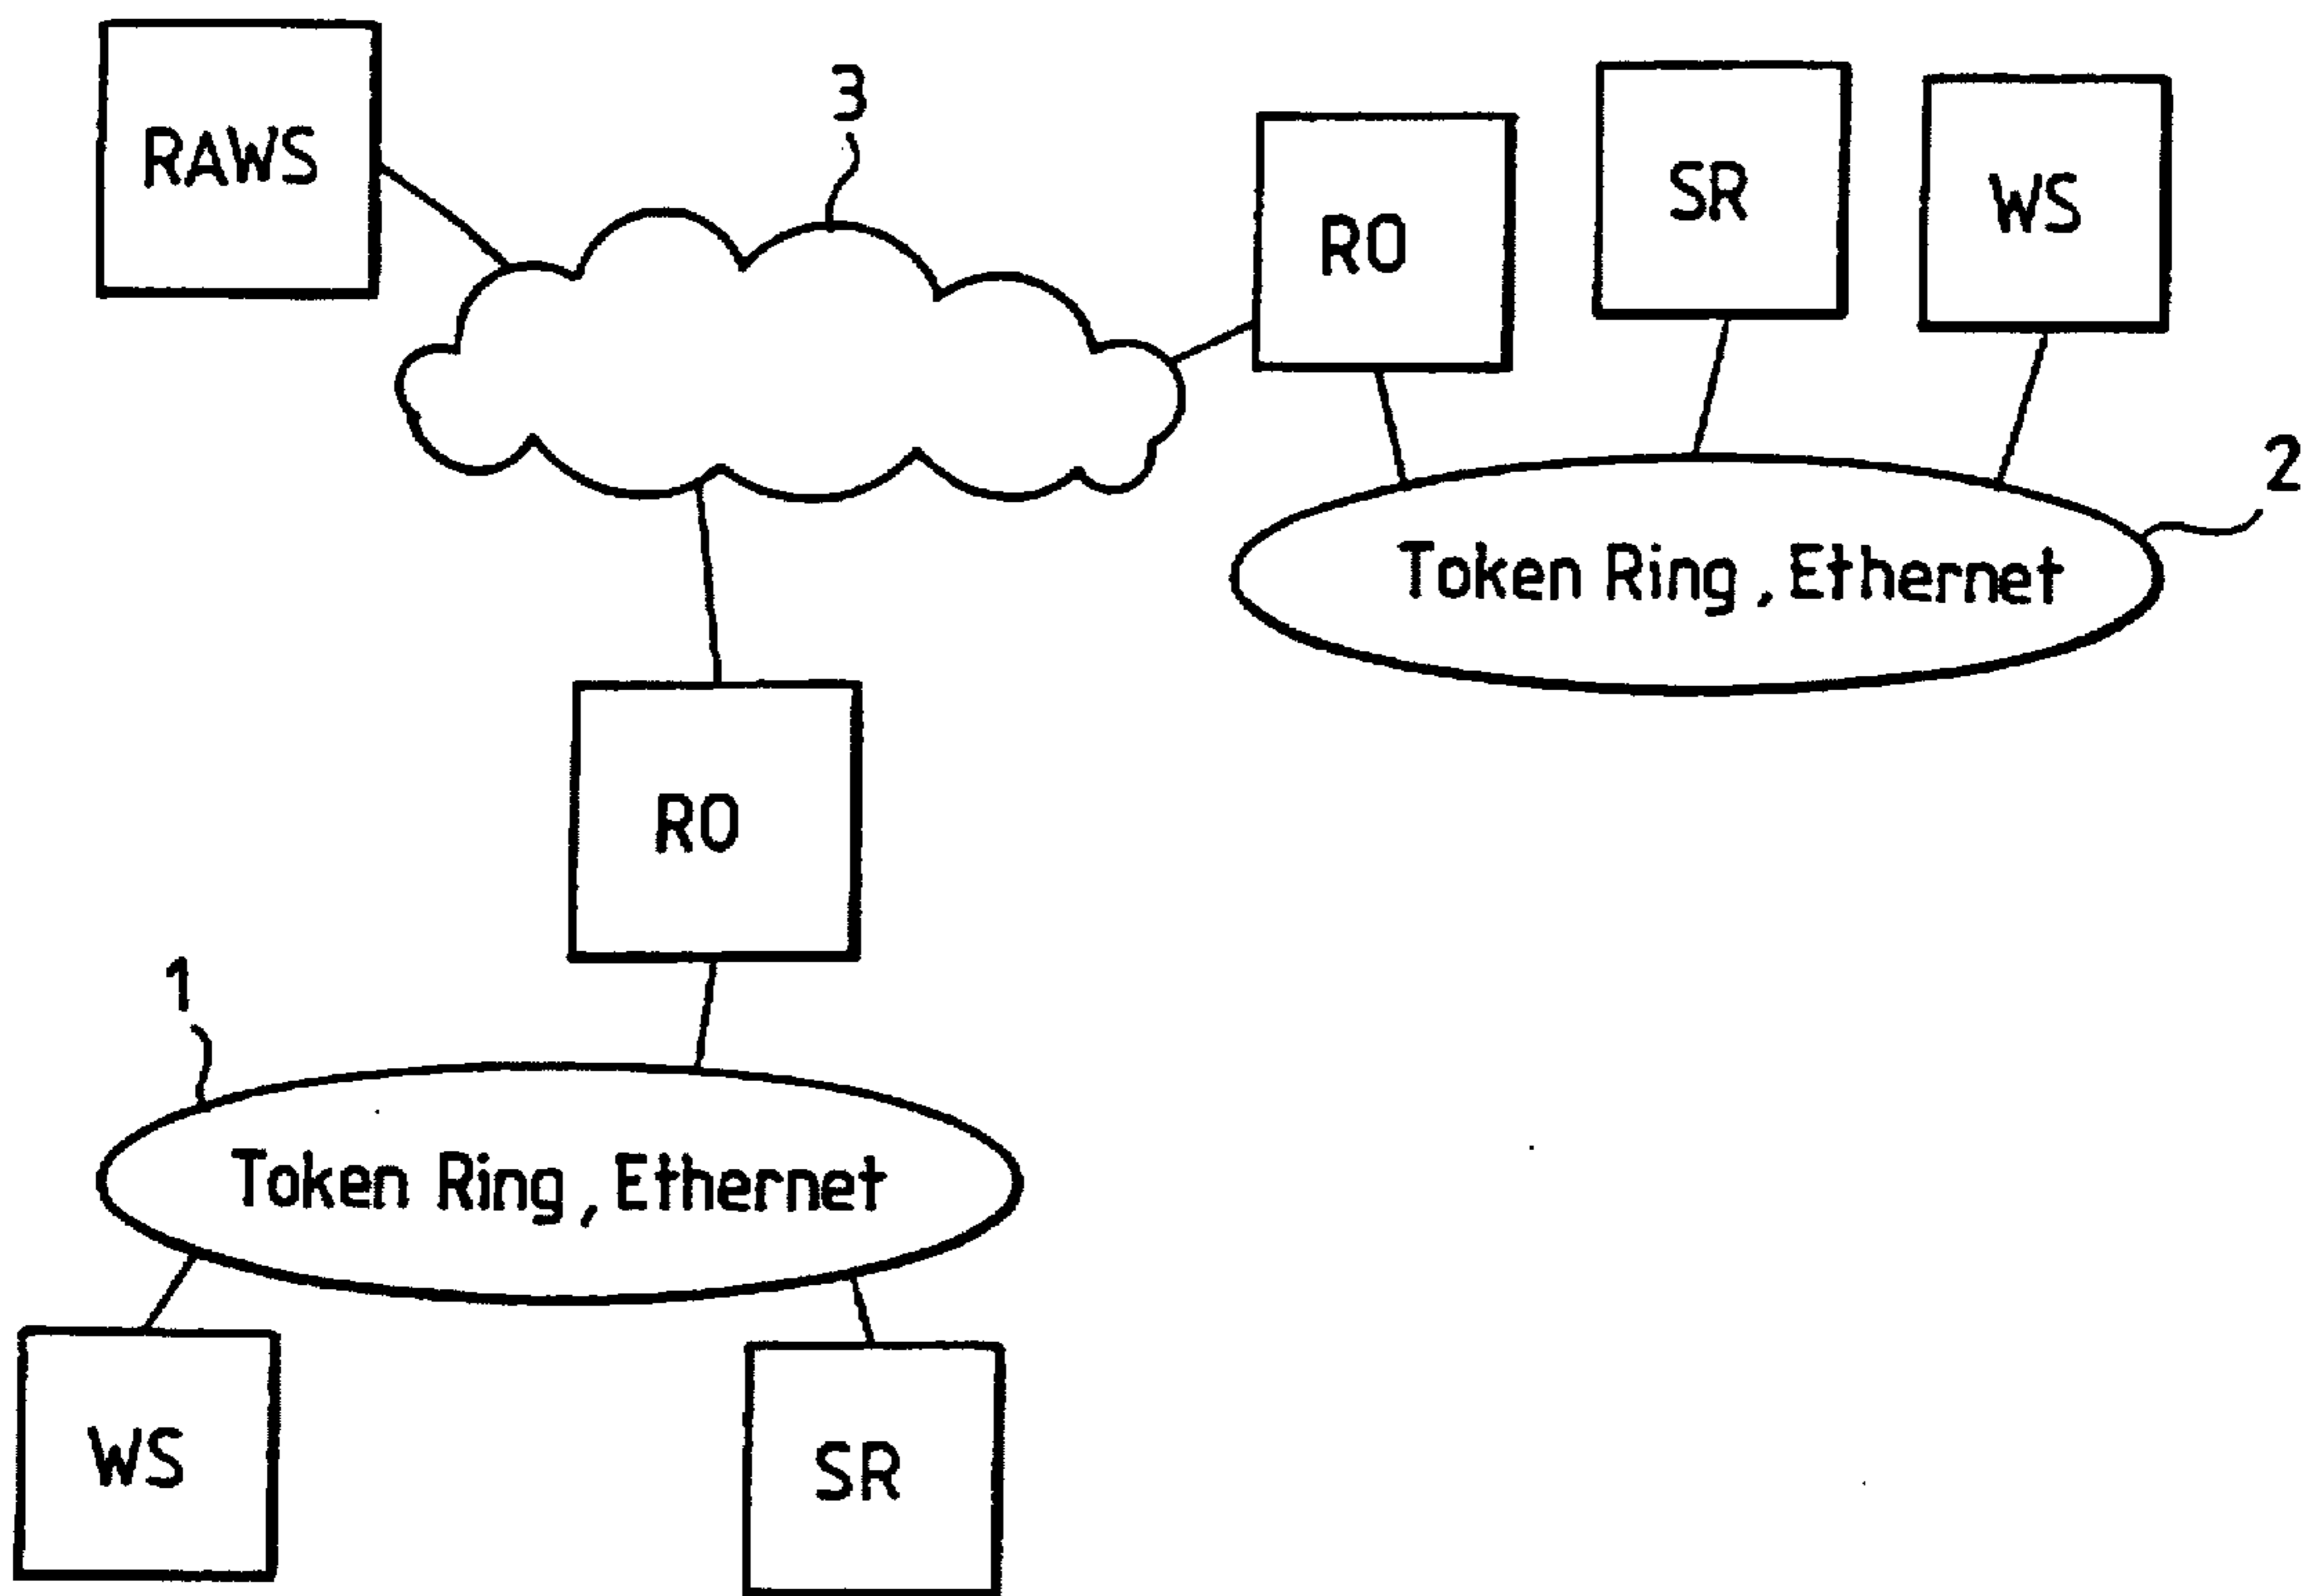 RAWS
3
RO
SR
WS
2
Token Ring, Ethernet
RO
1
Token Ring, Ethernet
WS
SR